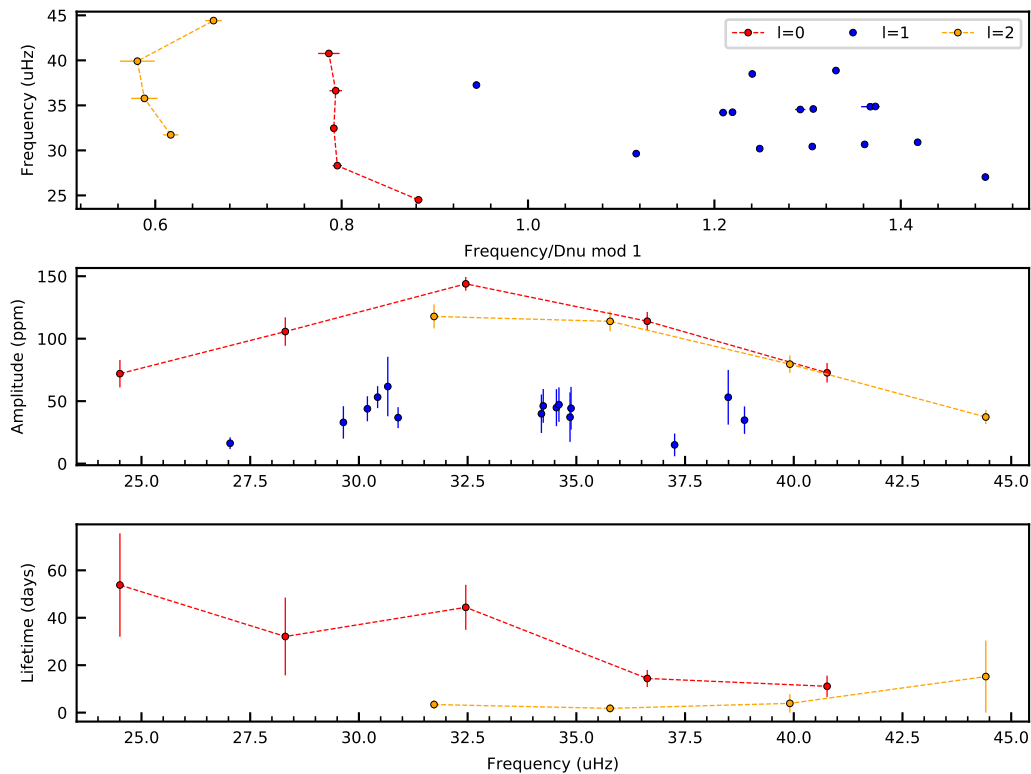 45
40
35
30
25
Frequency (uHz)
l=0 l=1 l=2
0.6 0.8 1.0 1.2 1.4
Frequency/Dnu mod 1
150
100
50
0
Amplitude (ppm)
25.0 27.5 30.0 32.5 35.0 37.5 40.0 42.5 45.0
60
40
20
0
Lifetime (days)
25.0 27.5 30.0 32.5 35.0 37.5 40.0 42.5 45.0
Frequency (uHz)